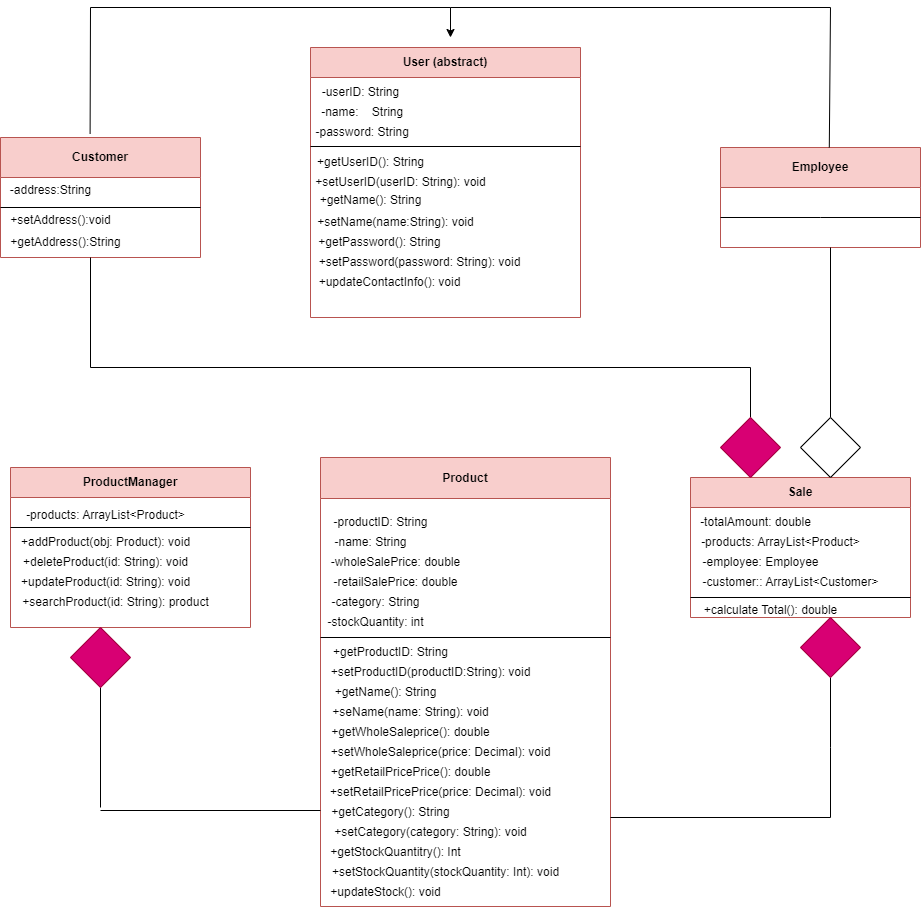 User (abstract)
-userID: String
-name: String
-password: String
+getUserID(): String
+setUserID(userID: String): void
+getName(): String
+setName(name:String): void
+getPassword(): String
+setPassword(password: String): void
+updateContactInfo(): void
Customer
-address:String
+setAddress():void
+getAddress():String
Employee
ProductManager
-products: ArrayList<Product>
+addProduct(obj: Product): void
+deleteProduct(id: String): void
+updateProduct(id: String): void
+searchProduct(id: String): product
Product
-productID: String
-name: String
-wholeSalePrice: double
-retailSalePrice: double
-category: String
-stockQuantity: int
+getProductID: String
+setProductID(productID:String): void
+getName(): String
+seName(name: String): void
+getWholeSaleprice(): double
+setWholeSaleprice(price: Decimal): void
+getRetailPricePrice(): double
+setRetailPricePrice(price: Decimal): void
+getCategory(): String
+setCategory(category: String): void
+getStockQuantitry(): Int
+setStockQuantity(stockQuantity: Int): void
+updateStock(): void
Sale
-totalAmount: double
-products: ArrayList<Product>
-employee: Employee
-customer:: ArrayList<Customer>
+calculate Total(): double